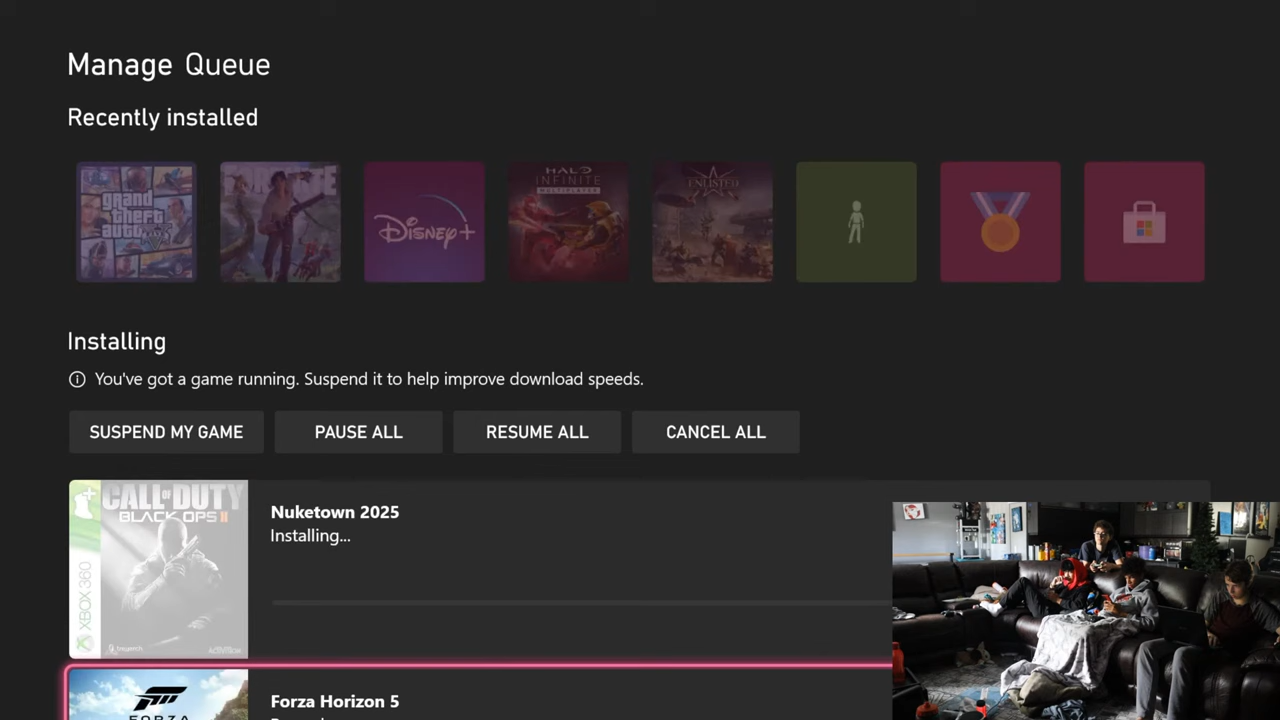 Manage Queue
Recently installed
grand
theft
auto
Disney+
HALO
INFINITE
MULTIPLAYER
ENLISTED
Installing
You've got a game running. Suspend it to help improve download speeds.
SUSPEND MY GAME
PAUSE ALL
RESUME ALL
CANCEL ALL
CALL OF DUTY
BLACK OPS II
XBOX 360
Nuketown 2025
Installing...
FORZA
Forza Horizon 5